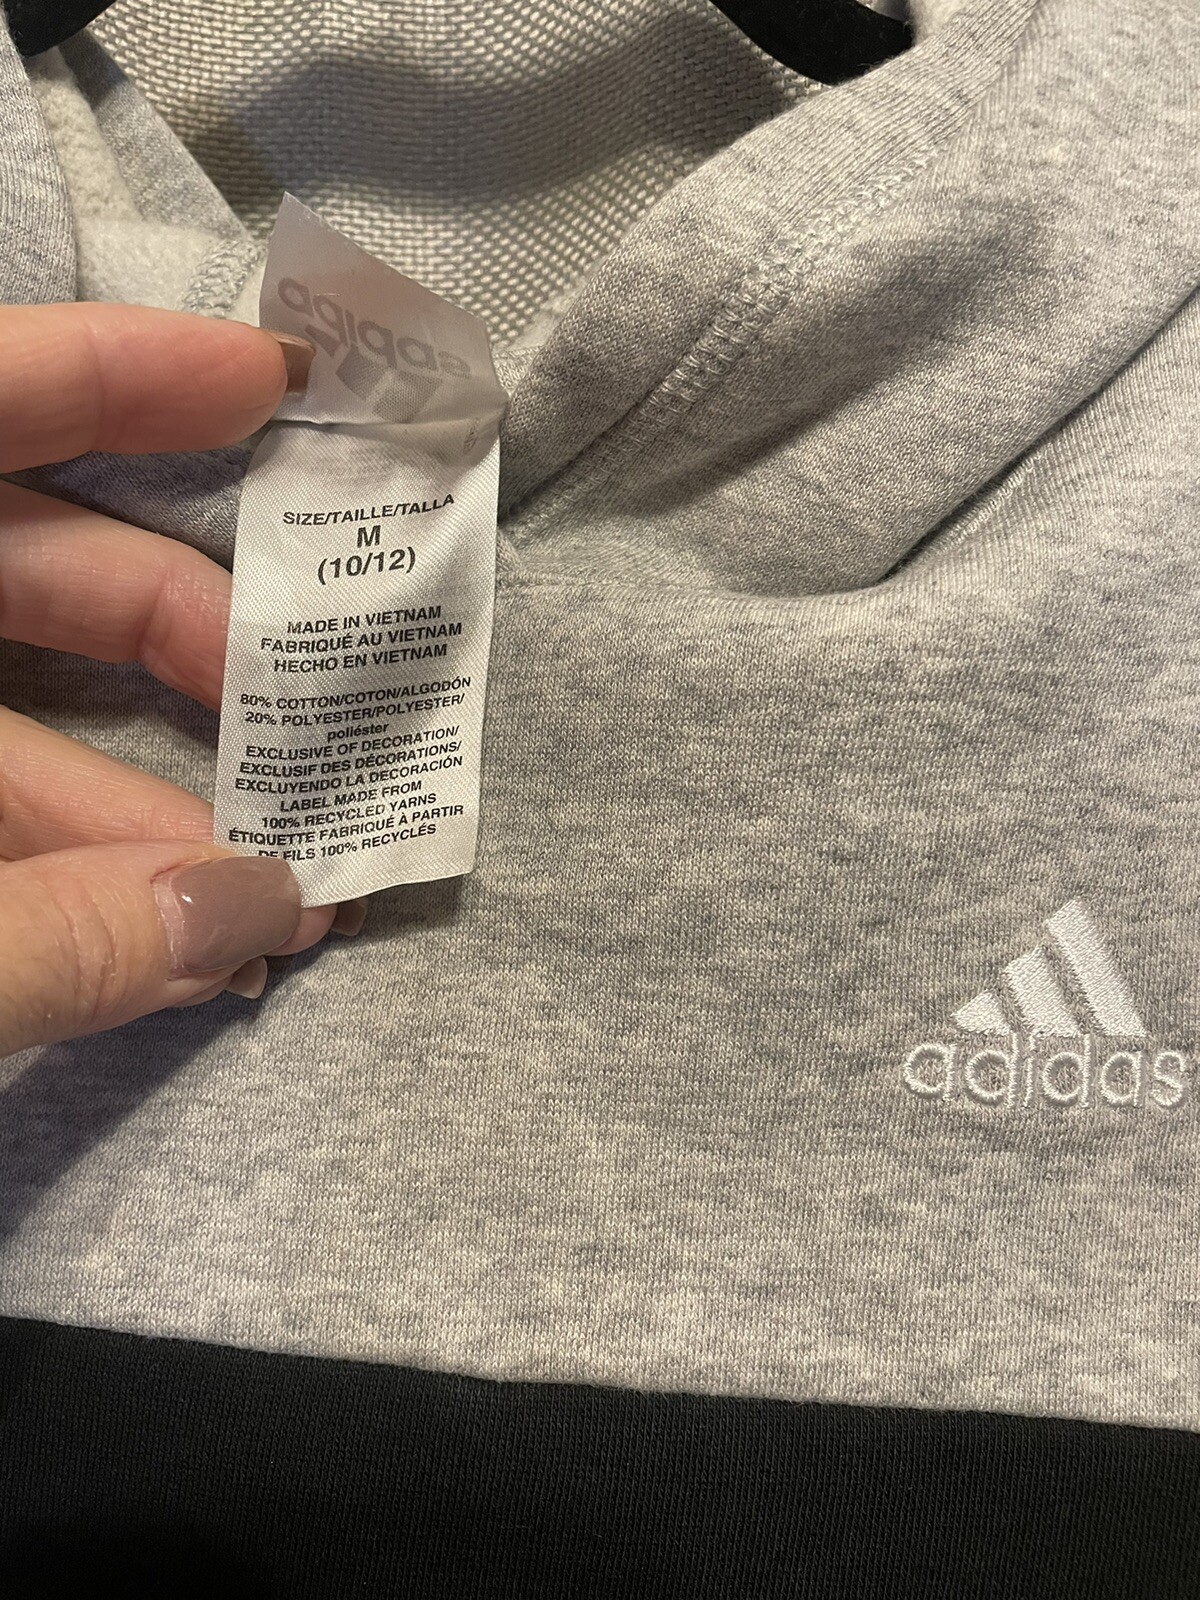 adidas
SIZE/TAILLE/TALLA
M
(10/12)
MADE IN VIETNAM
FABRIQUÉ AU VIETNAM
HECHO EN VIETNAM
80% COTTON/COTON/ALGODÓN
20% POLYESTER/POLYESTER/
poliéster
EXCLUSIVE OF DECORATION/
EXCLUSIF DES DÉCORATIONS/
EXCLUYENDO LA DECORACIÓN
LABEL MADE FROM
100% RECYCLED YARNS
ÉTIQUETTE FABRIQUÉ À PARTIR
DE FILS 100% RECYCLÉS
adidas